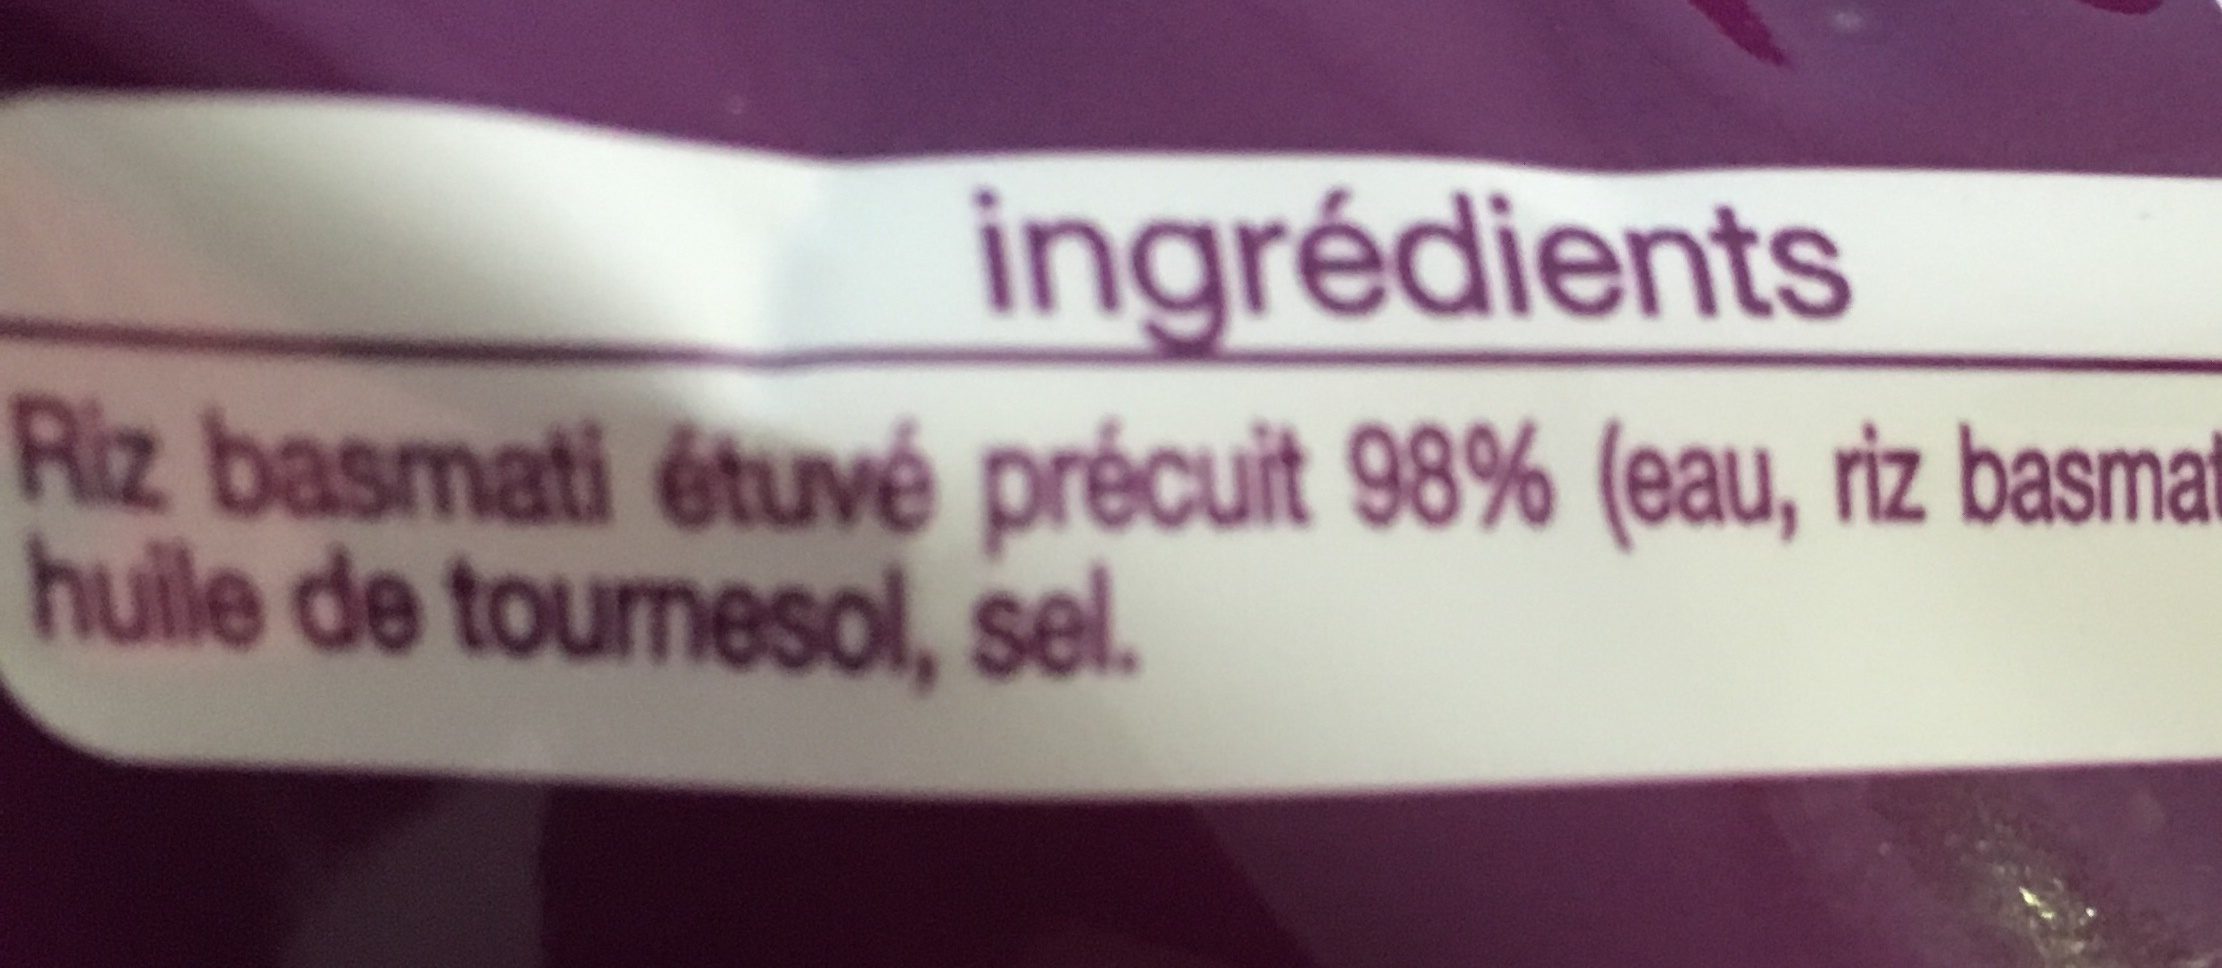 ingrédients
Riz basmati étuvé précuit 98% (eau, riz basmat
huile de tournesol, sel.